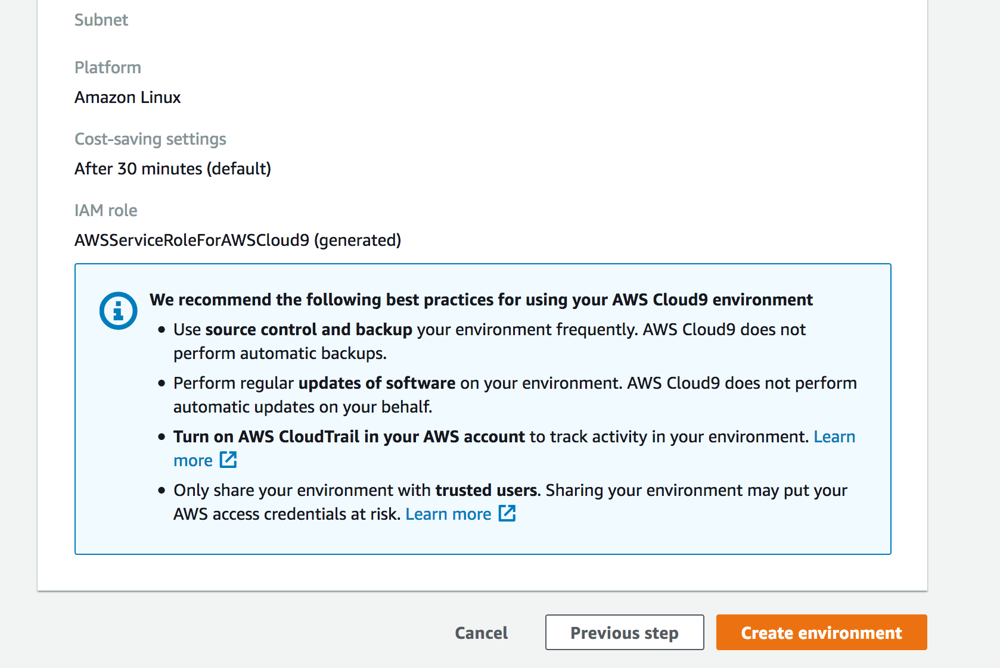 Subnet
Platform
Amazon Linux
Cost-saving settings
After 30 minutes (default)
IAM role
AWSServiceRoleForAWSCloud9 (generated)
We recommend the following best practices for using your AWS Cloud9 environment
• Use source control and backup your environment frequently. AWS Cloud9 does not
perform automatic backups.
• Perform regular updates of software on your environment. AWS Cloud9 does not perform
automatic updates on your behalf.
• Turn on AWS CloudTrail in your AWS account to track activity in your environment. Learn
more
• Only share your environment with trusted users. Sharing your environment may put your
AWS access credentials at risk. Learn more
Cancel
Previous step
Create environment